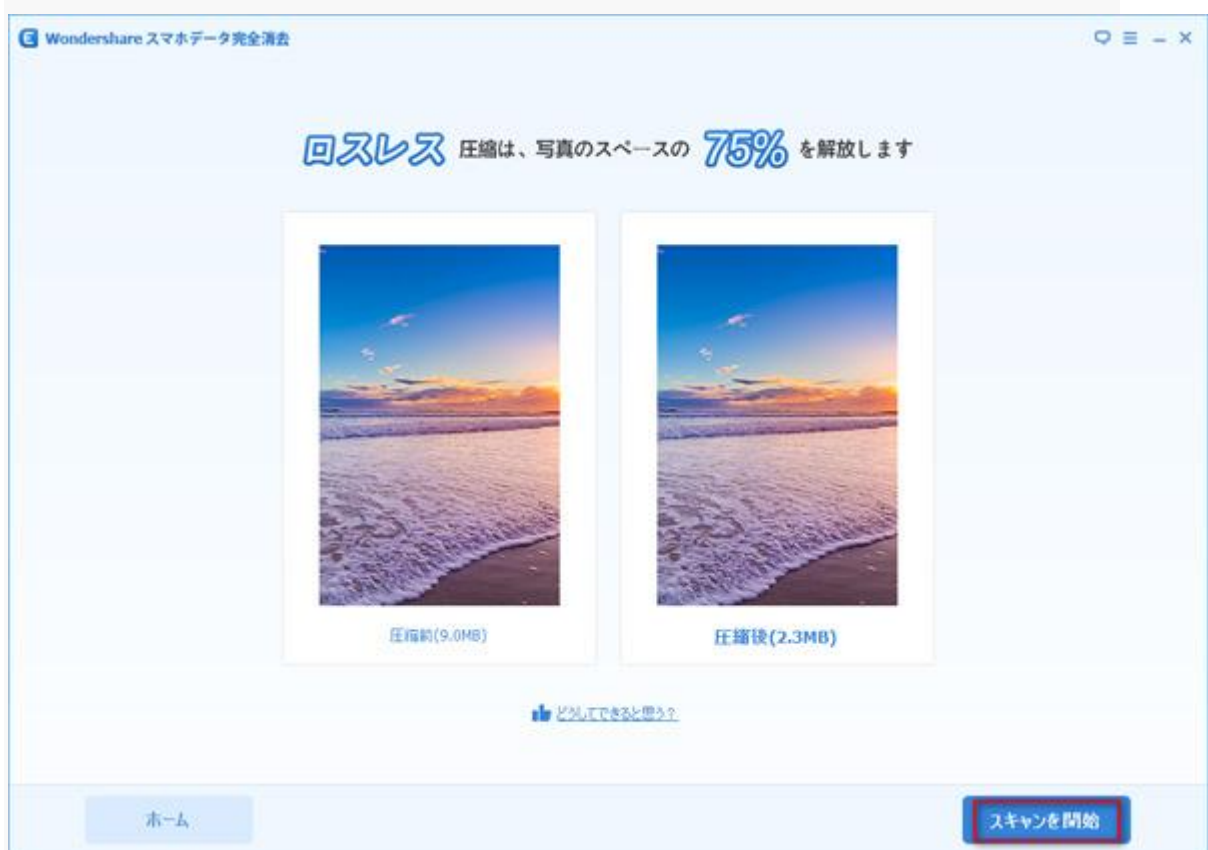 Wondershare スマホデータ完全消去
ロスレス 圧縮は、写真のスペースの 75% を解放します
圧縮前(9.0MB)
圧縮後(2.3MB)
どうしてできると思う?
ホーム
スキャンを開始